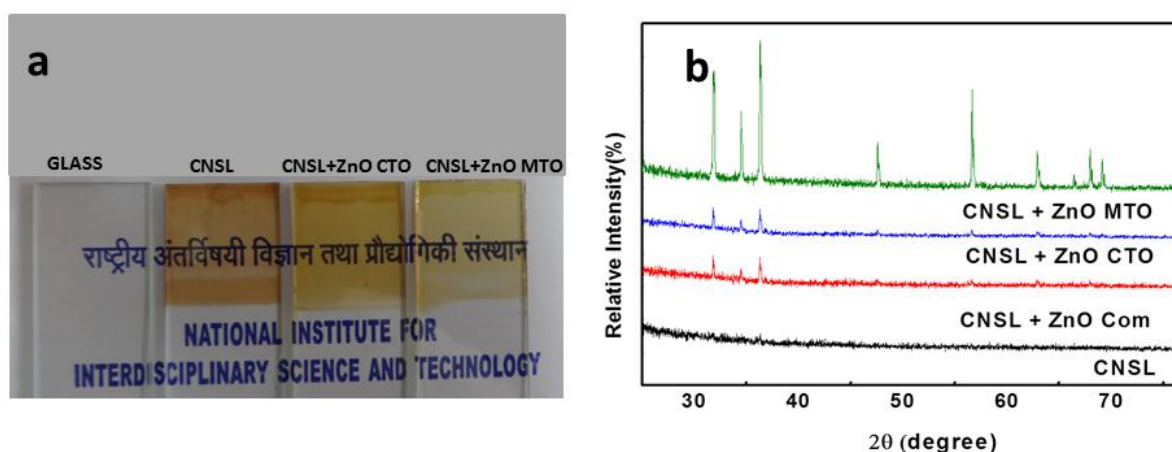 a
GLASS CNSL CNSL+ZnO CTO CNSL+ZnO MTO
राष्ट्रीय अंतर्विषयी विज्ञान तथा प्रौद्योगिकी संस्थान
NATIONAL INSTITUTE FOR
INTERDISCIPLINARY SCIENCE AND TECHNOLOGY
b
Relative Intensity(%)
CNSL + ZnO MTO
CNSL + ZnO CTO
CNSL + ZnO Com
CNSL
30 40 50 60 70
2θ (degree)